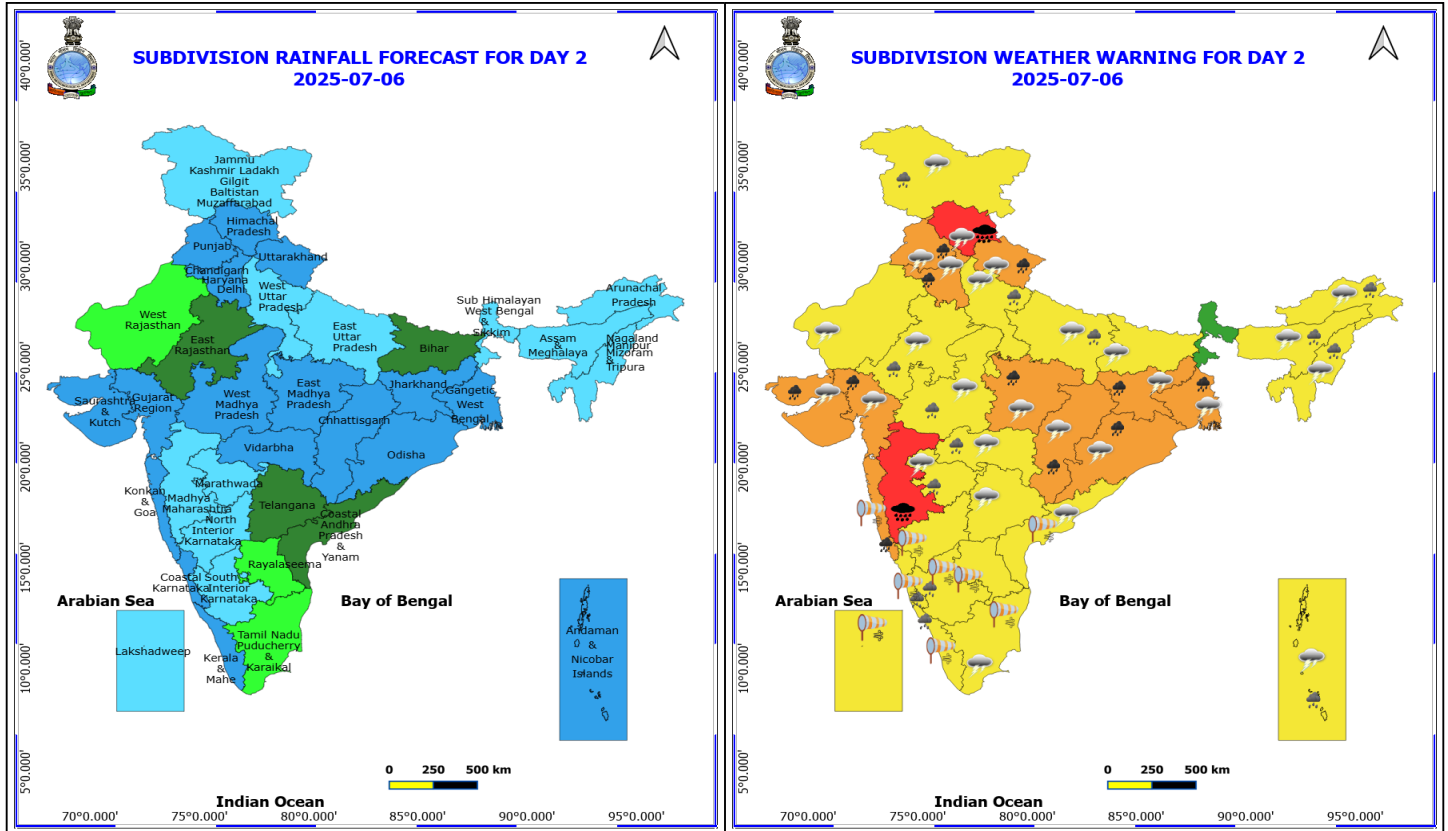 SUBDIVISION RAINFALL FORECAST FOR DAY 2
2025-07-06
40°0.000'
35°0.000'
30°0.000'
25°0.000'
20°0.000'
15°0.000'
10°0.000'
5°0.000'
Jammu
Kashmir Ladakh
Gilgit
Baltistan
Muzaffarabad
Himachal
Pradesh
Punjab
Uttarakhand
Chandigarh
Haryana
Delhi
West
Uttar
Pradesh
West
Rajasthan
East
Rajasthan
East
Uttar
Pradesh
Bihar
Sub Himalayan
West Bengal
&
Sikkim
Arunachal
Pradesh
Assam
&
Meghalaya
Nagaland
Manipur
Mizoram
&
Tripura
Saurashtra
&
Kutch
Gujarat
Region
West
Madhya
Pradesh
East
Madhya
Pradesh
Jharkhand
Gangetic
West
Bengal
Chhattisgarh
Vidarbha
Odisha
Konkan
&
Goa
Madhya
Maharashtra
Marathwada
North
Interior
Karnataka
Telangana
Coastal
Andhra
Pradesh
&
Yanam
Rayalaseema
Coastal
Karnataka
South
Interior
Karnataka
Tamil Nadu
Puducherry
&
Karaikal
Kerala
&
Mahe
Arabian Sea
Lakshadweep
Bay of Bengal
Andaman
&
Nicobar
Islands
0 250 500 km
Indian Ocean
70°0.000' 75°0.000' 80°0.000' 85°0.000' 90°0.000' 95°0.000'
SUBDIVISION WEATHER WARNING FOR DAY 2
2025-07-06
40°0.000'
35°0.000'
30°0.000'
25°0.000'
20°0.000'
15°0.000'
10°0.000'
5°0.000'
Arabian Sea
Bay of Bengal
0 250 500 km
Indian Ocean
70°0.000' 75°0.000' 80°0.000' 85°0.000' 90°0.000' 95°0.000'